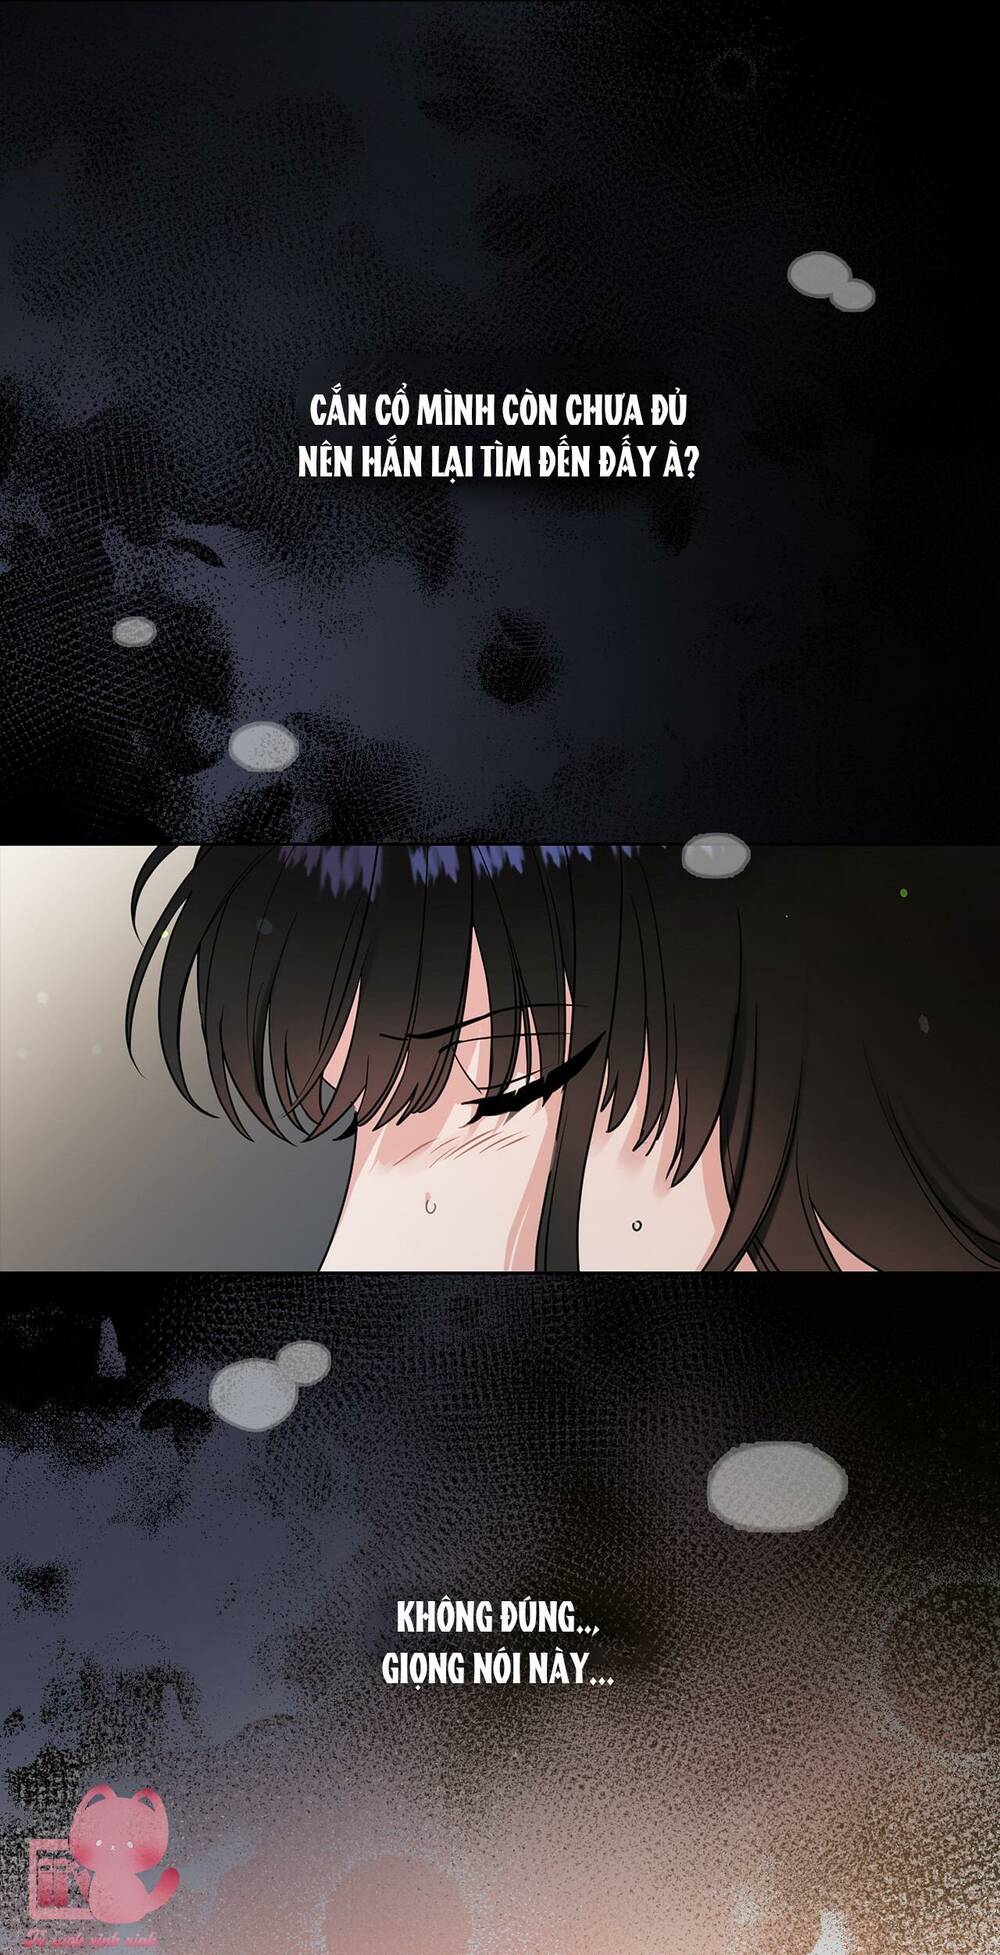 CẮN CỔ MÌNH CÒN CHƯA ĐỦ
NÊN HẮN LẠI TÌM ĐẾN ĐẤY À?
KHÔNG ĐÚNG..,
GIỌNG NÓI NÀY...